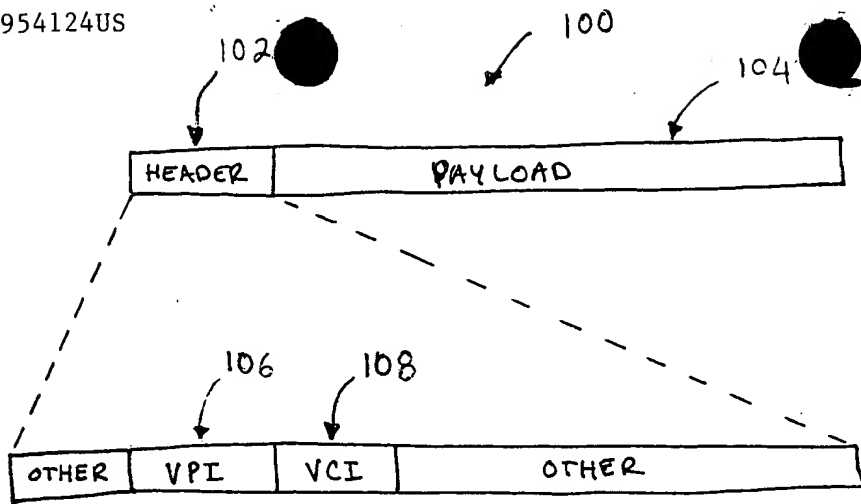 954124US
102 100
104
HEADER PAYLOAD
106 108
OTHER VPI VCI OTHER